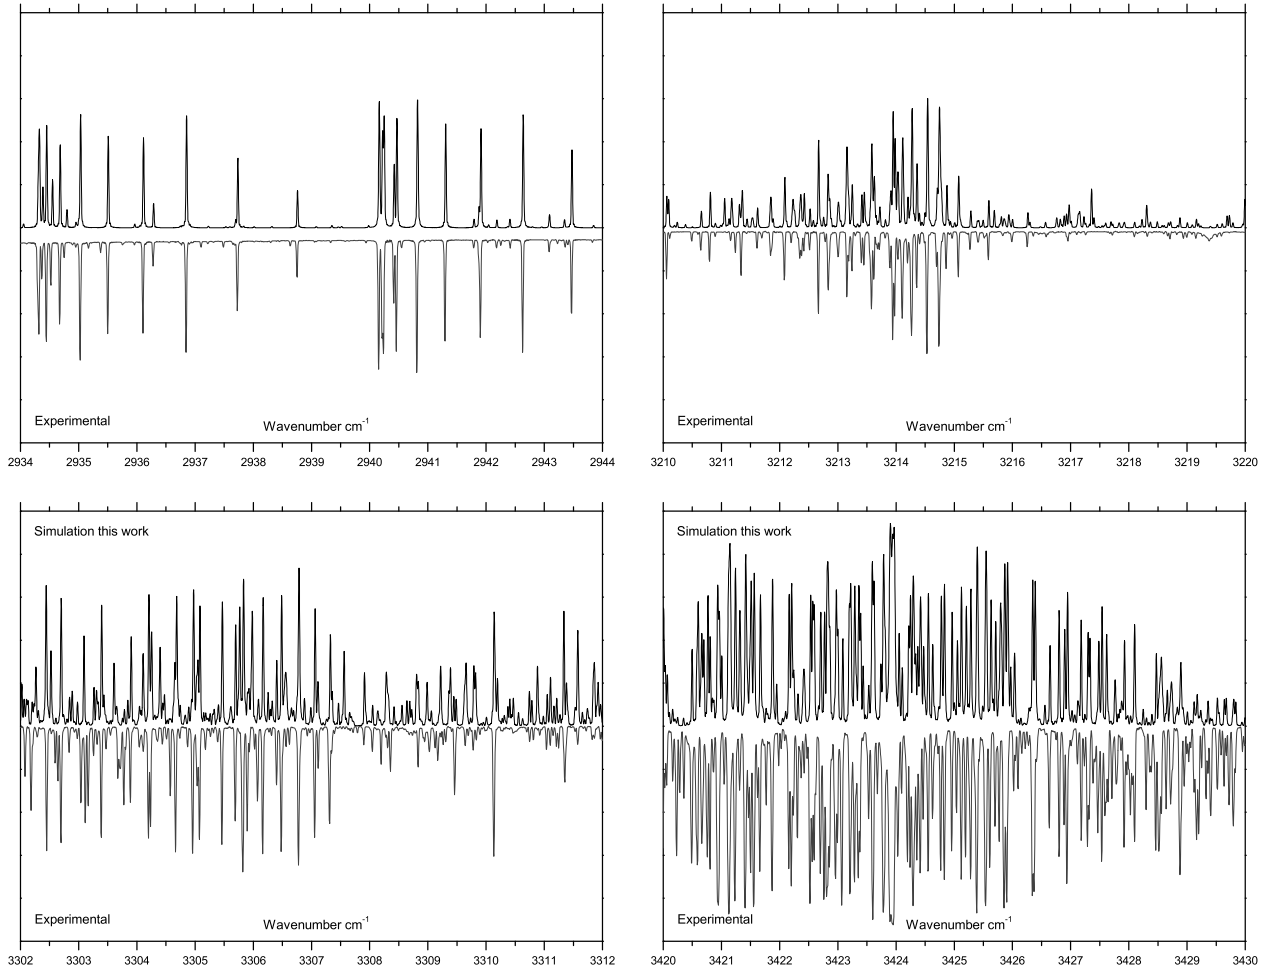 Experimental
Wavenumber cm-1
2934 2935 2936 2937 2938 2939 2940 2941 2942 2943 2944
Experimental
Wavenumber cm-1
3210 3211 3212 3213 3214 3215 3216 3217 3218 3219 3220
Simulation this work
Experimental
Wavenumber cm-1
3302 3303 3304 3305 3306 3307 3308 3309 3310 3311 3312
Simulation this work
Experimental
Wavenumber cm-1
3420 3421 3422 3423 3424 3425 3426 3427 3428 3429 3430